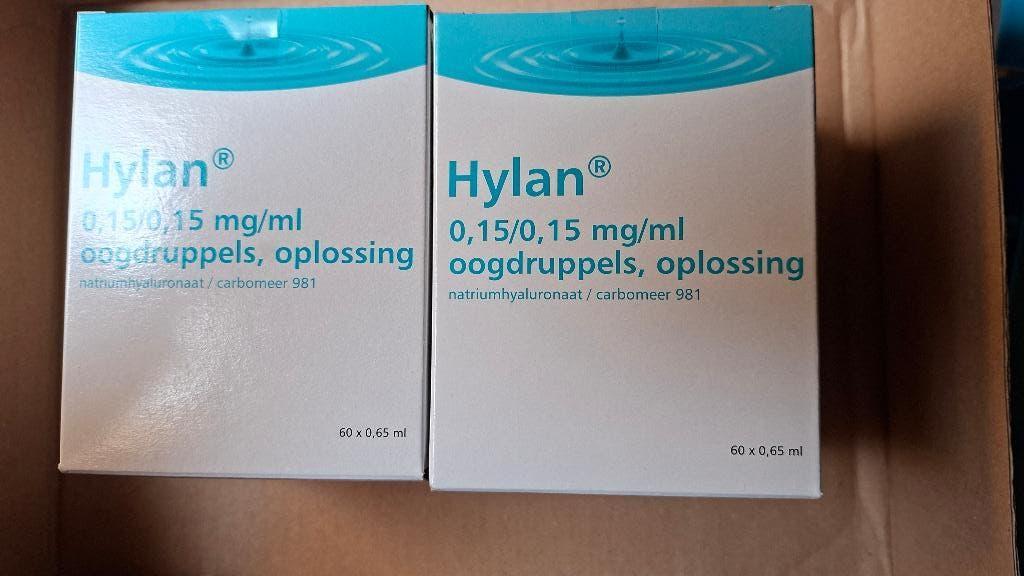 Hylan®
0,15/0,15 mg/ml
oogdruppels, oplossing
natriumhyaluronaat / carbomeer 981
60 x 0,65 ml
Hylan®
0,15/0,15 mg/ml
oogdruppels, oplossing
natriumhyaluronaat / carbomeer 981
60 x 0,65 ml